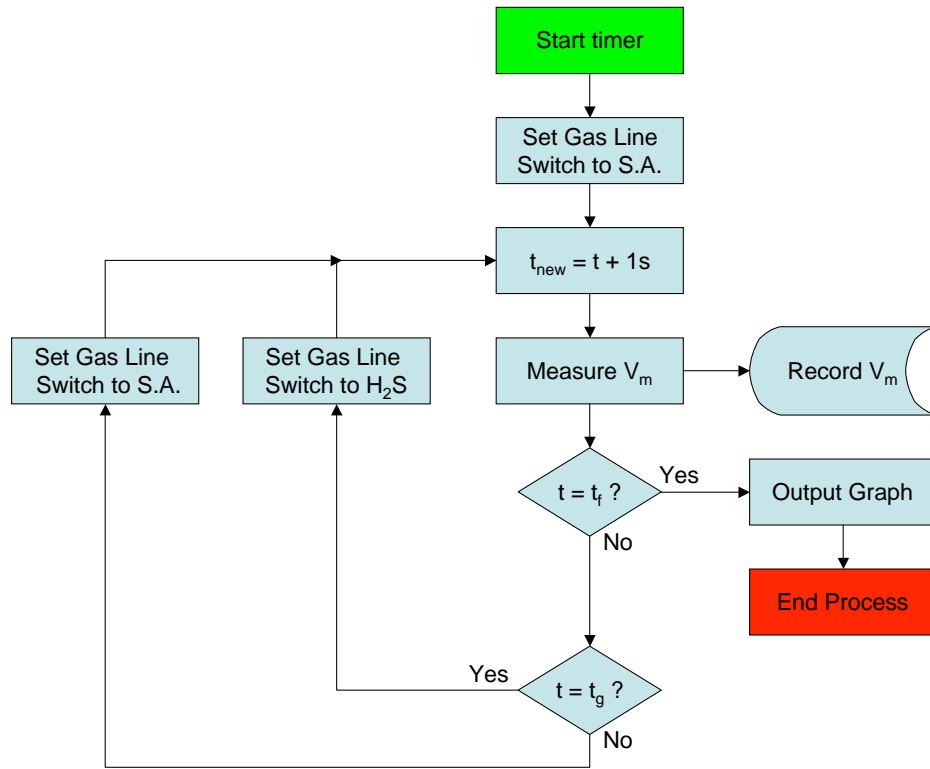 Start timer
Set Gas Line
Switch to S.A.
t_new = t + 1s
Set Gas Line
Switch to S.A.
Set Gas Line
Switch to H₂S
Measure V_m
Record V_m
t = t_f ?
Yes
Output Graph
No
End Process
Yes
t = t_g ?
No